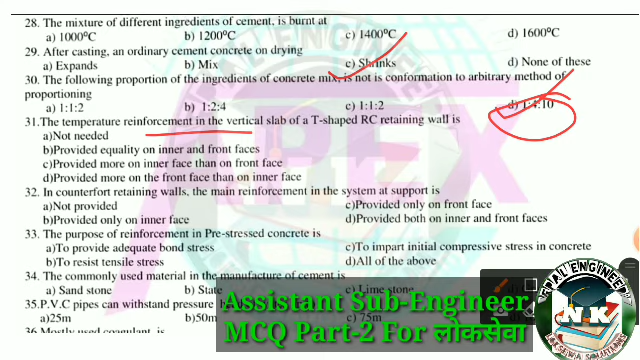 28. The mixture of different ingredients of cement, is burnt at
a) 1000⁰C b) 1200⁰C c) 1400⁰C d) 1600⁰C
29. After casting, an ordinary cement concrete on drying
a) Expands b) Mix c) Shrinks d) None of these
30. The following proportion of the ingredients of concrete mix, is not is conformation to arbitrary method of
proportioning
a) 1:1:2 b) 1:2:4 c) 1:1:2 d) 1:4:10
31.The temperature reinforcement in the vertical slab of a T-shaped RC retaining wall is
a)Not needed
b)Provided equality on inner and front faces
c)Provided more on inner face than on front face
d)Provided more on the front face than on inner face
32. In counterfort retaining walls, the main reinforcement in the system at support is
a)Not provided c)Provided only on front face
b)Provided only on inner face d)Provided both on inner and front faces
33. The purpose of reinforcement in Pre-stressed concrete is
a)To provide adequate bond stress c)To impart initial compressive stress in concrete
b)To resist tensile stress d)All of the above
34. The commonly used material in the manufacture of cement is
a) Sand stone b) State c) Lime stone
35.P.V.C pipes can withstand pressure
a)25m b)50m c) 75m
36.Mostly used coagulant is
Assistant Sub-Engineer
MCQ Part-2 For लोकसेवा
NK